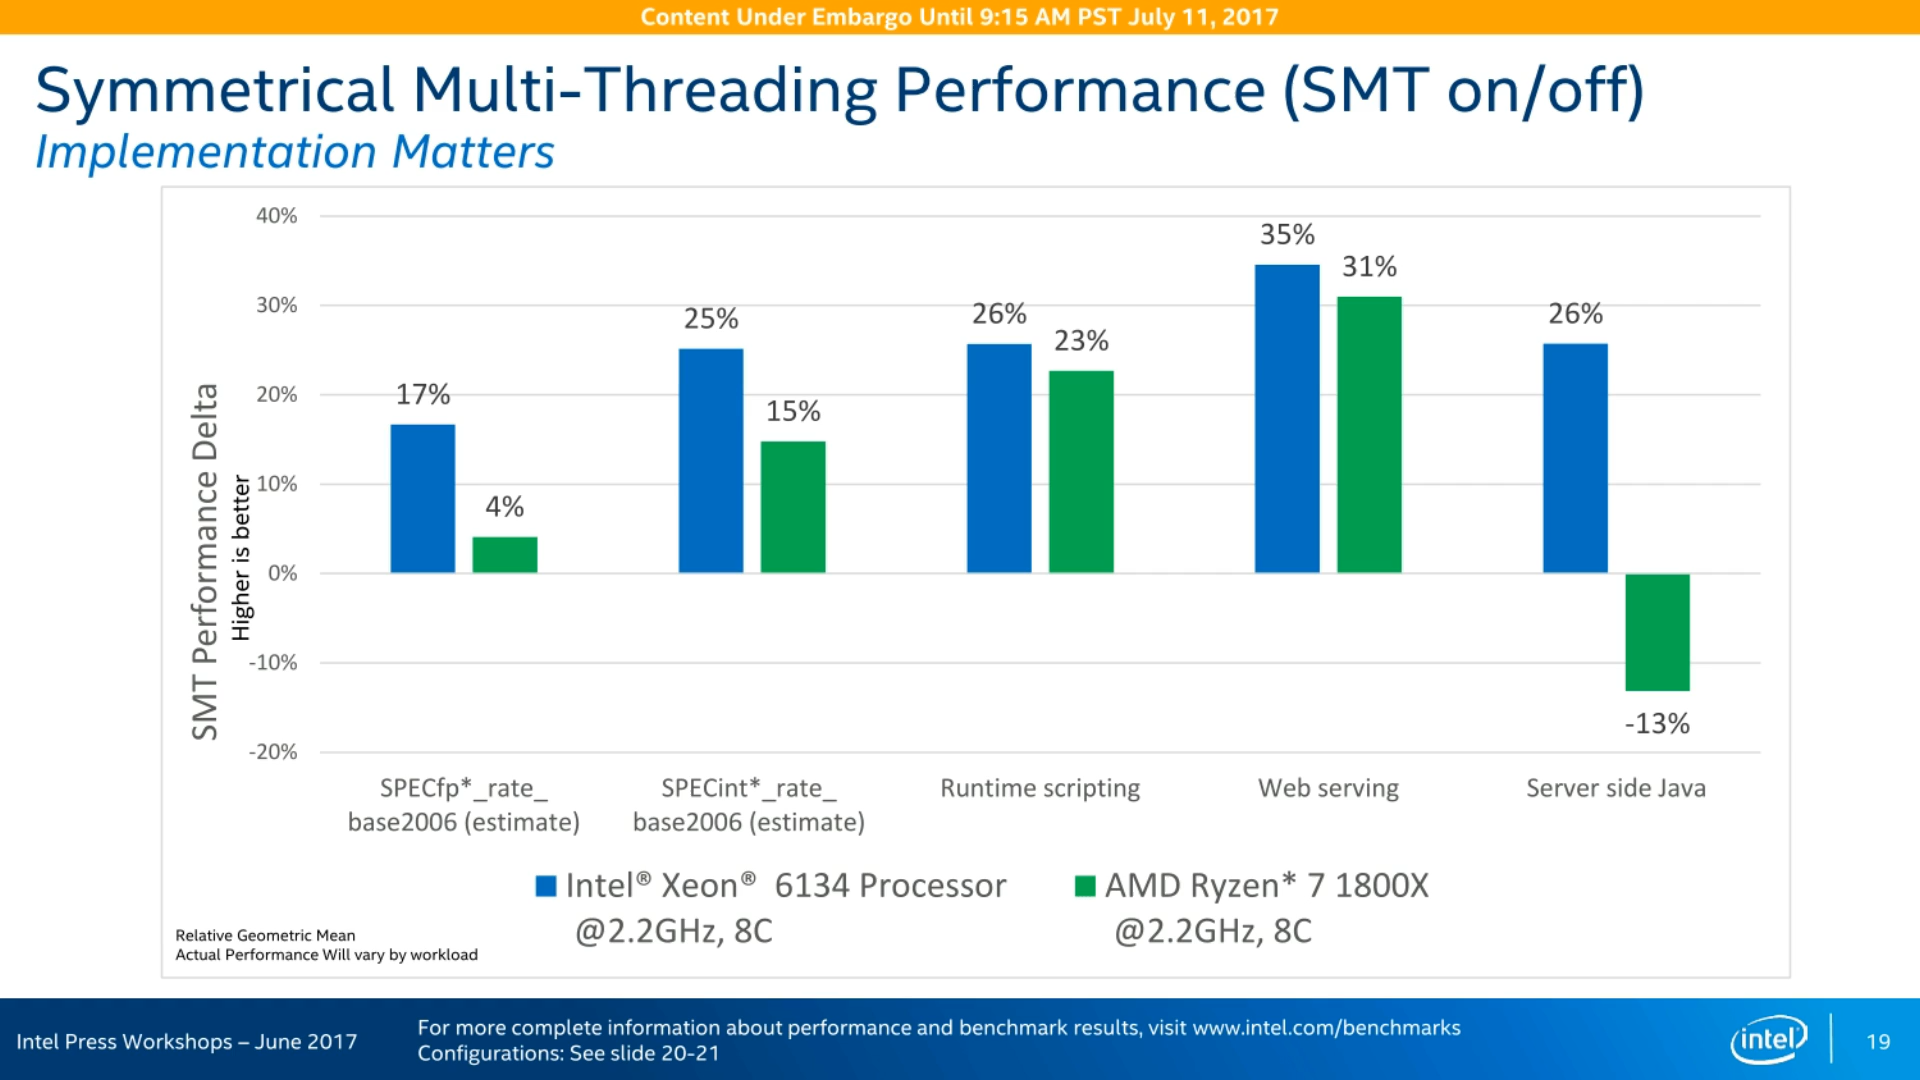 Content Under Embargo Until 9:15 AM PST July 11, 2017
Symmetrical Multi-Threading Performance (SMT on/off)
Implementation Matters
SMT Performance Delta
Higher is better
40%
30%
20%
10%
0%
-10%
-20%
17%
4%
25%
15%
26%
23%
35%
31%
26%
-13%
SPECfp*_rate_
base2006 (estimate)
SPECint*_rate_
base2006 (estimate)
Runtime scripting
Web serving
Server side Java
Intel® Xeon® 6134 Processor
@2.2GHz, 8C
AMD Ryzen* 7 1800X
@2.2GHz, 8C
Relative Geometric Mean
Actual Performance Will vary by workload
Intel Press Workshops – June 2017
For more complete information about performance and benchmark results, visit www.intel.com/benchmarks
Configurations: See slide 20-21
intel
19